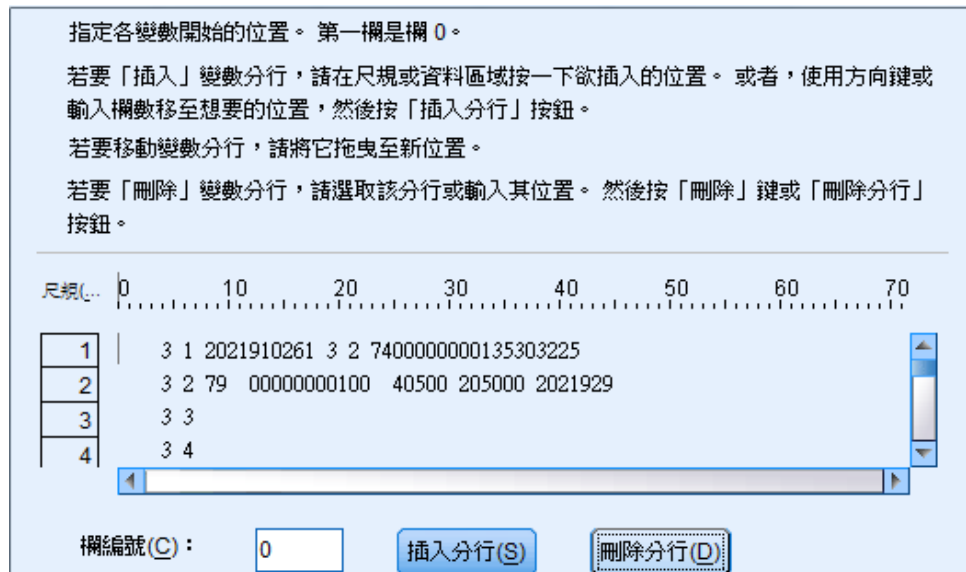 指定各變數開始的位置。 第一欄是欄 0。
若要「插入」變數分行，請在尺規或資料區域按一下欲插入的位置。 或者，使用方向鍵或
輸入欄數移至想要的位置，然後按「插入分行」按鈕。
若要移動變數分行，請將它拖曳至新位置。
若要「刪除」變數分行，請選取該分行或輸入其位置。 然後按「刪除」鍵或「刪除分行」
按鈕。
尺規(... 0 10 20 30 40 50 60 70
1 3 1 2021910261 3 2 7400000000135303225
2 3 2 79 00000000100 40500 205000 2021929
3 3 3
4 3 4
欄編號(C)： 0 插入分行(S) 刪除分行(D)